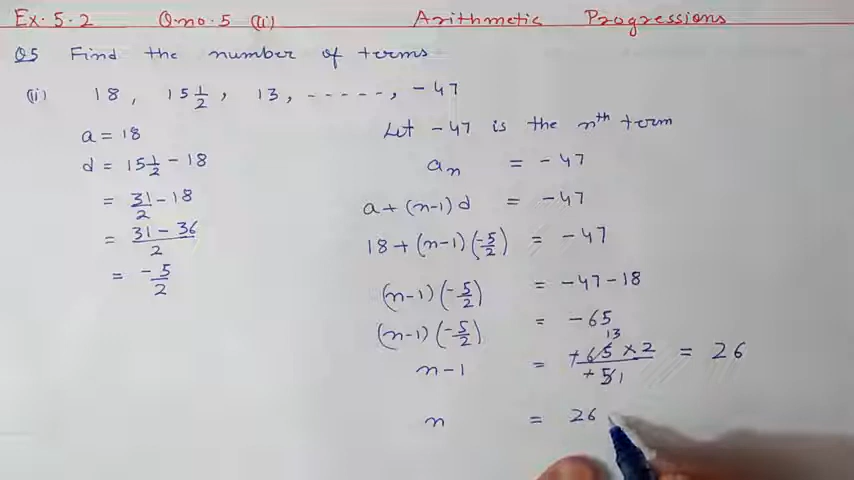 Ex. 5.2 Q.no.5 (ii) Arithmetic Progressions
Q5 Find the number of terms
(ii) 18, 15 1/2, 13, -----, -47
a = 18
d = 15 1/2 - 18
= 31/2 - 18
= (31 - 36)/2
= -5/2
Let -47 is the nth term
an = -47
a + (n-1)d = -47
18 + (n-1)(-5/2) = -47
(n-1)(-5/2) = -47-18
(n-1)(-5/2) = -65
n-1 = (+65 13 × 2)/(+5 1) = 26
n = 26